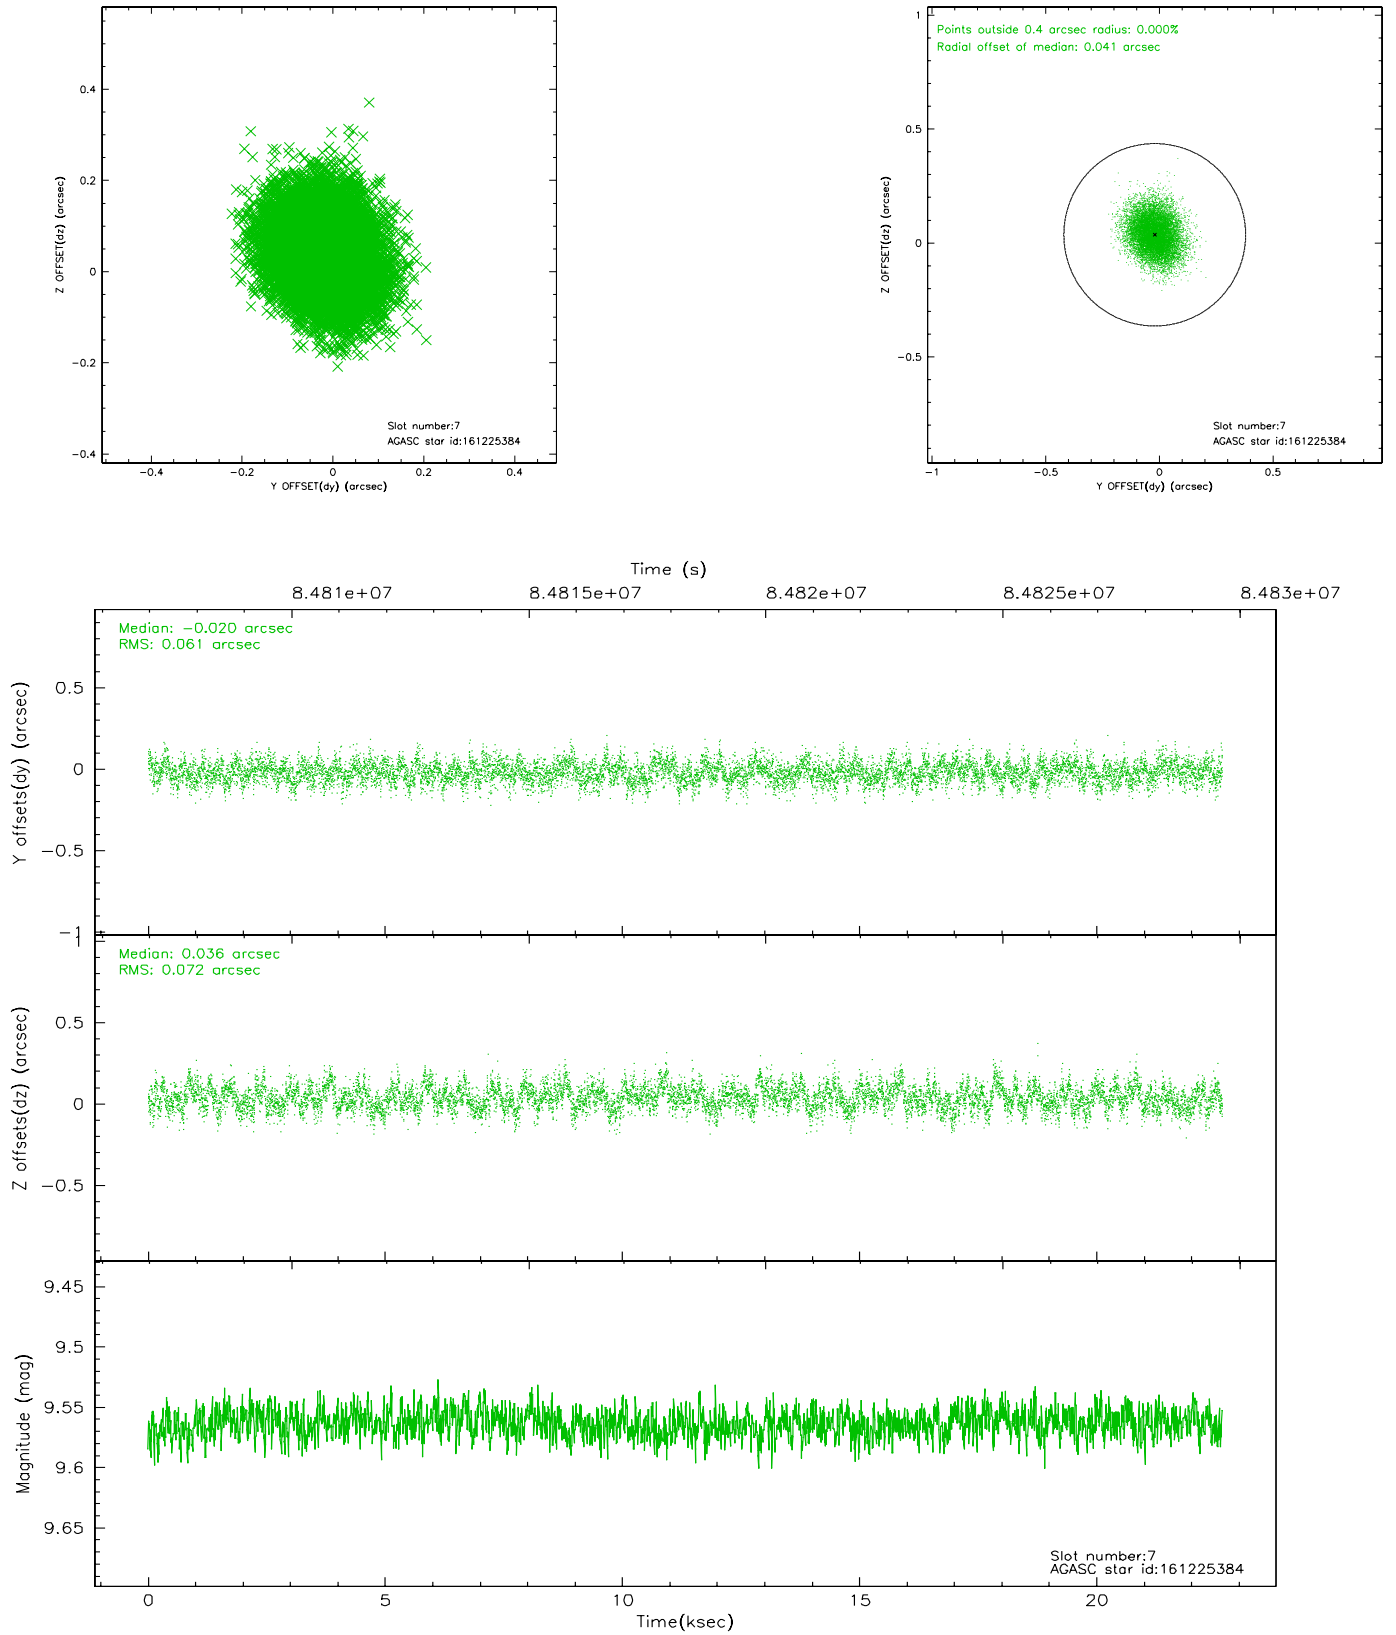 0.4
0.2
0
-0.2
-0.4
Z OFFSET(dz) (arcsec)
Slot number:7
AGASC star id:161225384
-0.4 -0.2 0 0.2 0.4
Y OFFSET(dy) (arcsec)
Points outside 0.4 arcsec radius: 0.000%
Radial offset of median: 0.041 arcsec
1
0.5
0
-0.5
Z OFFSET(dz) (arcsec)
Slot number:7
AGASC star id:161225384
-1 -0.5 0 0.5
Y OFFSET(dy) (arcsec)
Time (s)
8.481e+07 8.4815e+07 8.482e+07 8.4825e+07 8.483e+07
Median: -0.020 arcsec
RMS: 0.061 arcsec
0.5
0
-0.5
-1
Y offsets(dy) (arcsec)
Median: 0.036 arcsec
RMS: 0.072 arcsec
1
0.5
0
-0.5
Z offsets(dz) (arcsec)
9.45
9.5
9.55
9.6
9.65
Magnitude (mag)
Slot number:7
AGASC star id:161225384
0 5 10 15 20
Time(ksec)